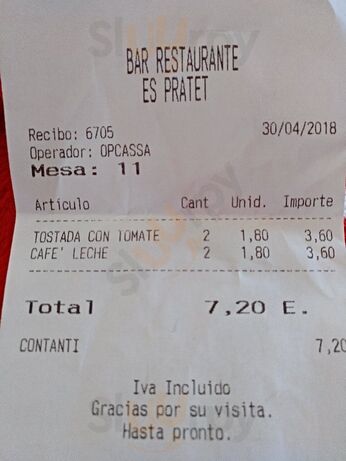 BAR RESTAURANTE
ES PRATET
Recibo: 6705 30/04/2018
Operador: OPCASSA
Mesa: 11
Artículo Cant Unid. Importe
TOSTADA CON TOMATE 2 1,80 3,60
CAFE' LECHE 2 1,80 3,60
Total 7,20 E.
CONTANTI 7,20
Iva Incluido
Gracias por su visita.
Hasta pronto.